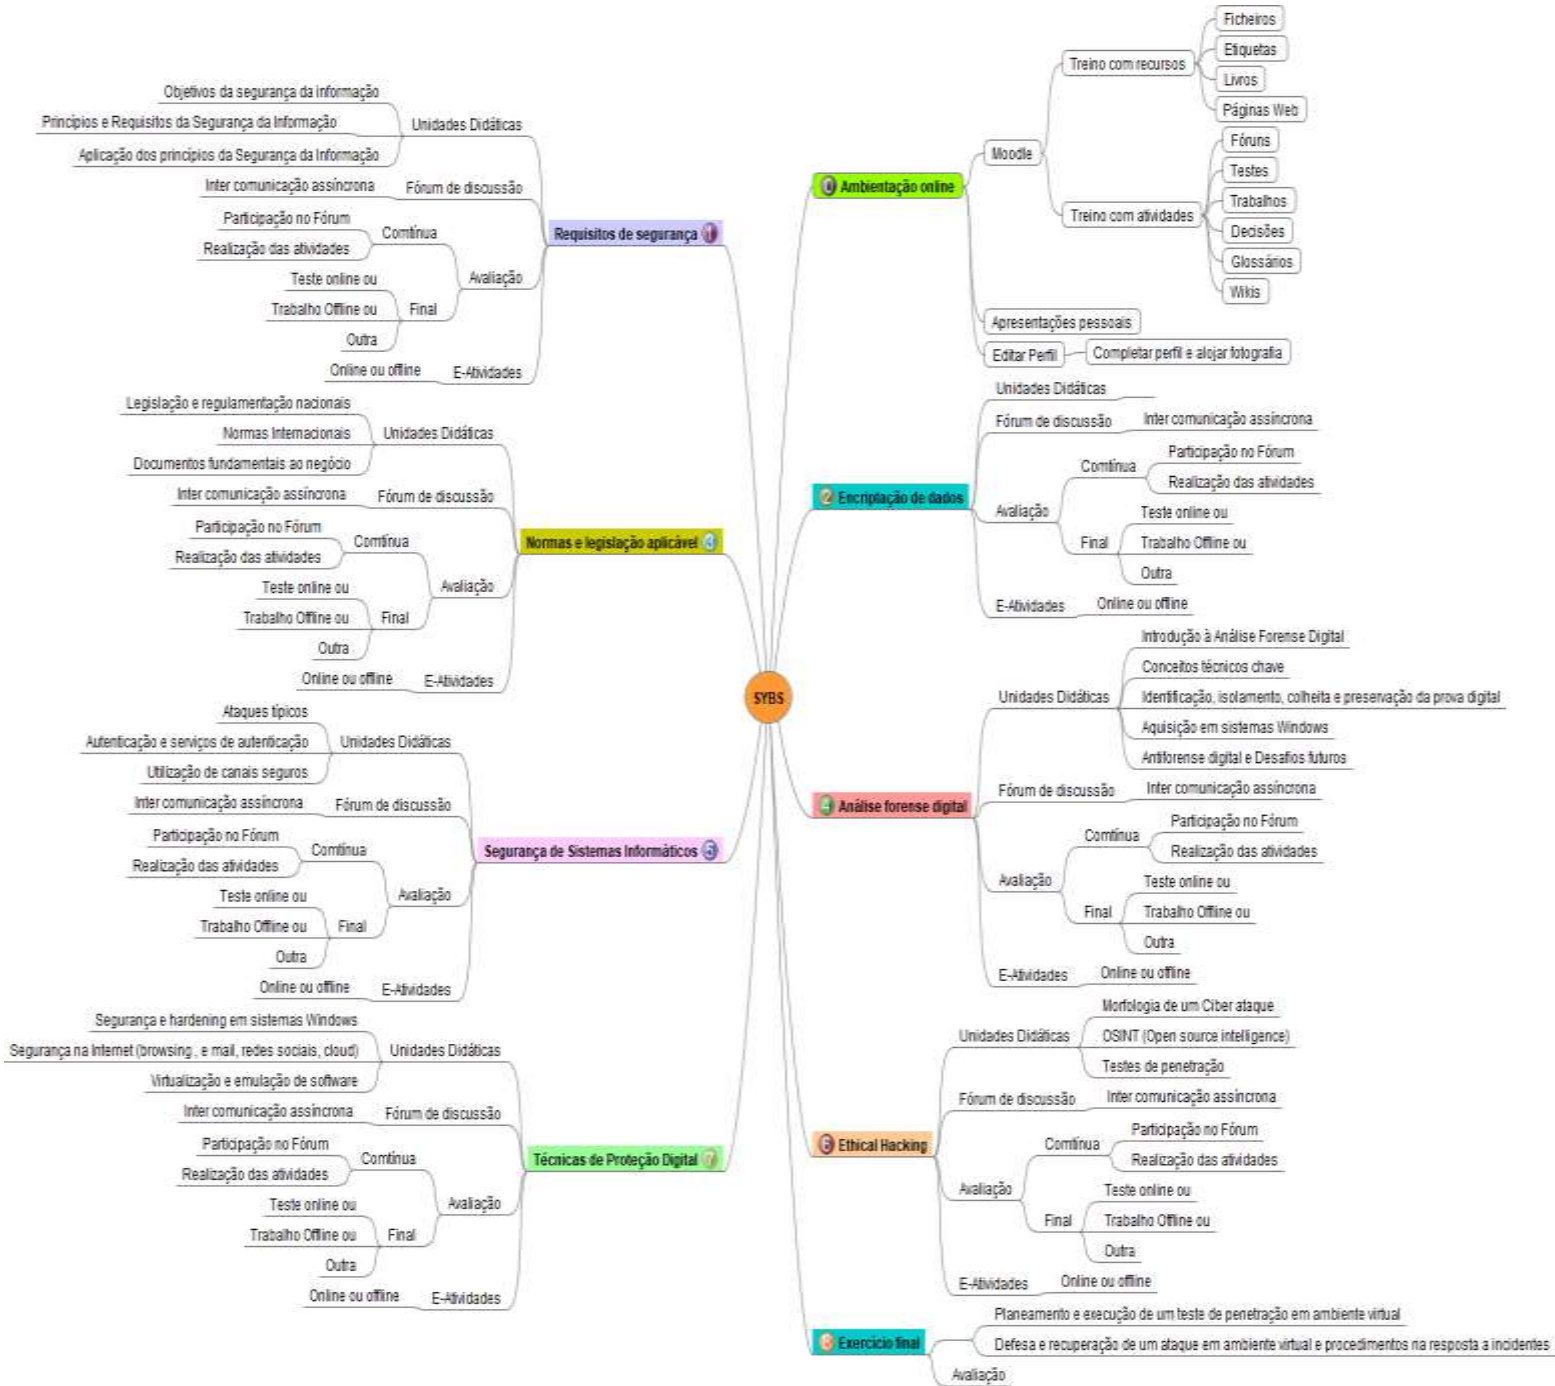 SYBS
Ambientação online
Moodle
Treino com recursos
Ficheiros
Etiquetas
Livros
Páginas Web
Treino com atividades
Fóruns
Testes
Trabalhos
Decisões
Glossários
Wikis
Apresentações pessoais
Editar Perfil
Completar perfil e alojar fotografia
Requisitos de segurança 1
Unidades Didáticas
Objetivos da segurança da informação
Princípios e Requisitos da Segurança da Informação
Aplicação dos princípios da Segurança da Informação
Fórum de discussão
Inter comunicação assíncrona
Avaliação
Comtínua
Participação no Fórum
Realização das atividades
Final
Teste online ou
Trabalho Offline ou
Outra
E-Atividades
Online ou offline
2 Encriptação de dados
Unidades Didáticas
Fórum de discussão
Inter comunicação assíncrona
Avaliação
Comtínua
Participação no Fórum
Realização das atividades
Final
Teste online ou
Trabalho Offline ou
Outra
E-Atividades
Online ou offline
Normas e legislação aplicável
Unidades Didáticas
Legislação e regulamentação nacionais
Normas Internacionais
Documentos fundamentais ao negócio
Fórum de discussão
Inter comunicação assíncrona
Avaliação
Comtínua
Participação no Fórum
Realização das atividades
Final
Teste online ou
Trabalho Offline ou
Outra
E-Atividades
Online ou offline
4 Análise forense digital
Unidades Didáticas
Introdução à Análise Forense Digital
Conceitos técnicos chave
Identificação, isolamento, colheita e preservação da prova digital
Aquisição em sistemas Windows
Antiforense digital e Desafios futuros
Fórum de discussão
Inter comunicação assíncrona
Avaliação
Comtínua
Participação no Fórum
Realização das atividades
Final
Teste online ou
Trabalho Offline ou
Outra
E-Atividades
Online ou offline
Segurança de Sistemas Informáticos 5
Unidades Didáticas
Ataques típicos
Autenticação e serviços de autenticação
Utilização de canais seguros
Fórum de discussão
Inter comunicação assíncrona
Avaliação
Comtínua
Participação no Fórum
Realização das atividades
Final
Teste online ou
Trabalho Offline ou
Outra
E-Atividades
Online ou offline
6 Ethical Hacking
Unidades Didáticas
Morfologia de um Ciber ataque
OSINT (Open source intelligence)
Testes de penetração
Fórum de discussão
Inter comunicação assíncrona
Avaliação
Comtínua
Participação no Fórum
Realização das atividades
Final
Teste online ou
Trabalho Offline ou
Outra
E-Atividades
Online ou offline
Técnicas de Proteção Digital 7
Unidades Didáticas
Segurança e hardening em sistemas Windows
Segurança na Internet (browsing , e mail, redes sociais, cloud)
Virtualização e emulação de software
Fórum de discussão
Inter comunicação assíncrona
Avaliação
Comtínua
Participação no Fórum
Realização das atividades
Final
Teste online ou
Trabalho Offline ou
Outra
E-Atividades
Online ou offline
8 Exercício final
Planeamento e execução de um teste de penetração em ambiente virtual
Defesa e recuperação de um ataque em ambiente virtual e procedimentos na resposta a incidentes
Avaliação